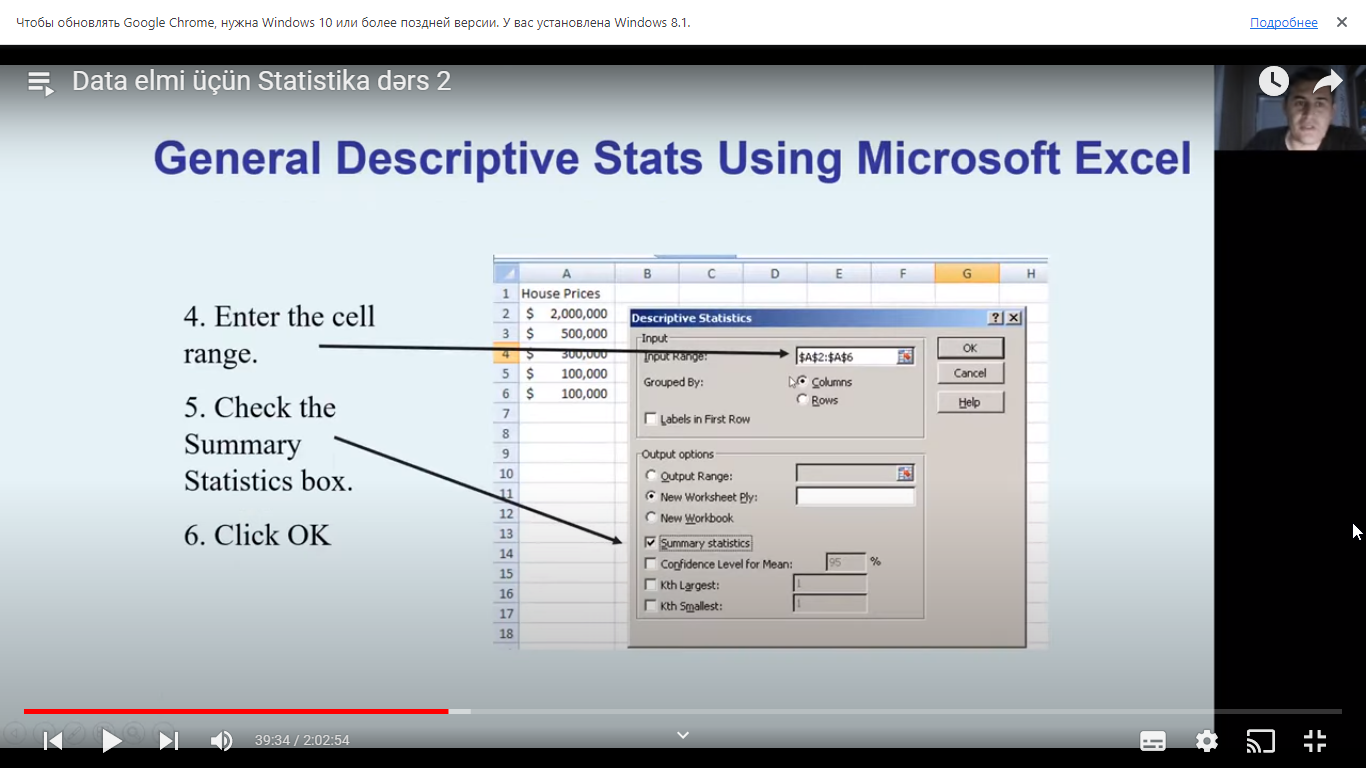 Чтобы обновлять Google Chrome, нужна Windows 10 или более поздней версии. У вас установлена Windows 8.1.
Подробнее
Data elmi üçün Statistika dərs 2
General Descriptive Stats Using Microsoft Excel
4. Enter the cell
range.
5. Check the
Summary
Statistics box.
6. Click OK
A B C D E F G H
1 House Prices
2 $ 2,000,000
3 $ 500,000
4 $ 300,000
5 $ 100,000
6 $ 100,000
7
8
9
10
11
12
13
14
15
16
17
18
Descriptive Statistics
Input
Input Range: $A$2:$A$6
Grouped By: Columns
Rows
Labels in First Row
OK
Cancel
Help
Output options
Output Range:
New Worksheet Ply:
New Workbook
Summary statistics
Confidence Level for Mean: 95 %
Kth Largest: 1
Kth Smallest: 1
39:34 / 2:02:54